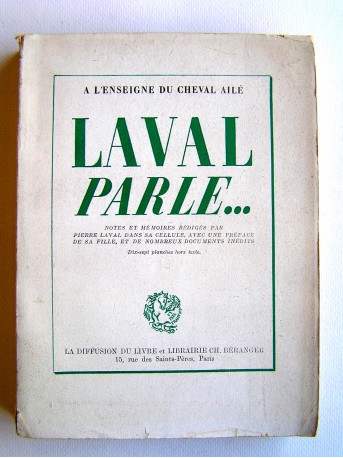 A L'ENSEIGNE DU CHEVAL AILÉ
LAVAL
PARLE...
NOTES ET MÉMOIRES RÉDIGÉS PAR
PIERRE LAVAL DANS SA CELLULE, AVEC UNE PRÉFACE
DE SA FILLE, ET DE NOMBREUX DOCUMENTS INÉDITS
Dix-sept planches hors texte.
LA DIFFUSION DU LIVRE et LIBRAIRIE CH. BÉRANGER
15, rue des Saints-Pères, Paris